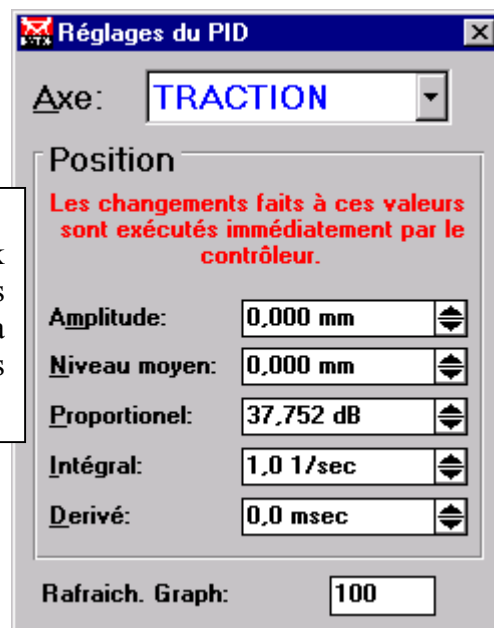 Réglages du PID
Axe: TRACTION
Position
Les changements faits à ces valeurs
sont exécutés immédiatement par le
contrôleur.
Amplitude: 0,000 mm
Niveau moyen: 0,000 mm
Proportionel: 37,752 dB
Intégral: 1,0 1/sec
Derivé: 0,0 msec
Rafraich. Graph: 100